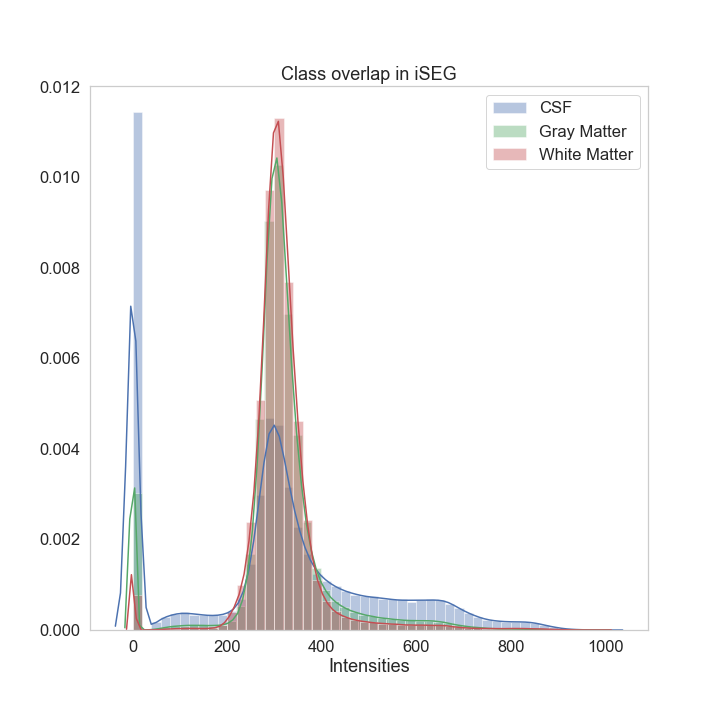 Class overlap in iSEG
CSF
Gray Matter
White Matter
0.012
0.010
0.008
0.006
0.004
0.002
0.000
0 200 400 600 800 1000
Intensities